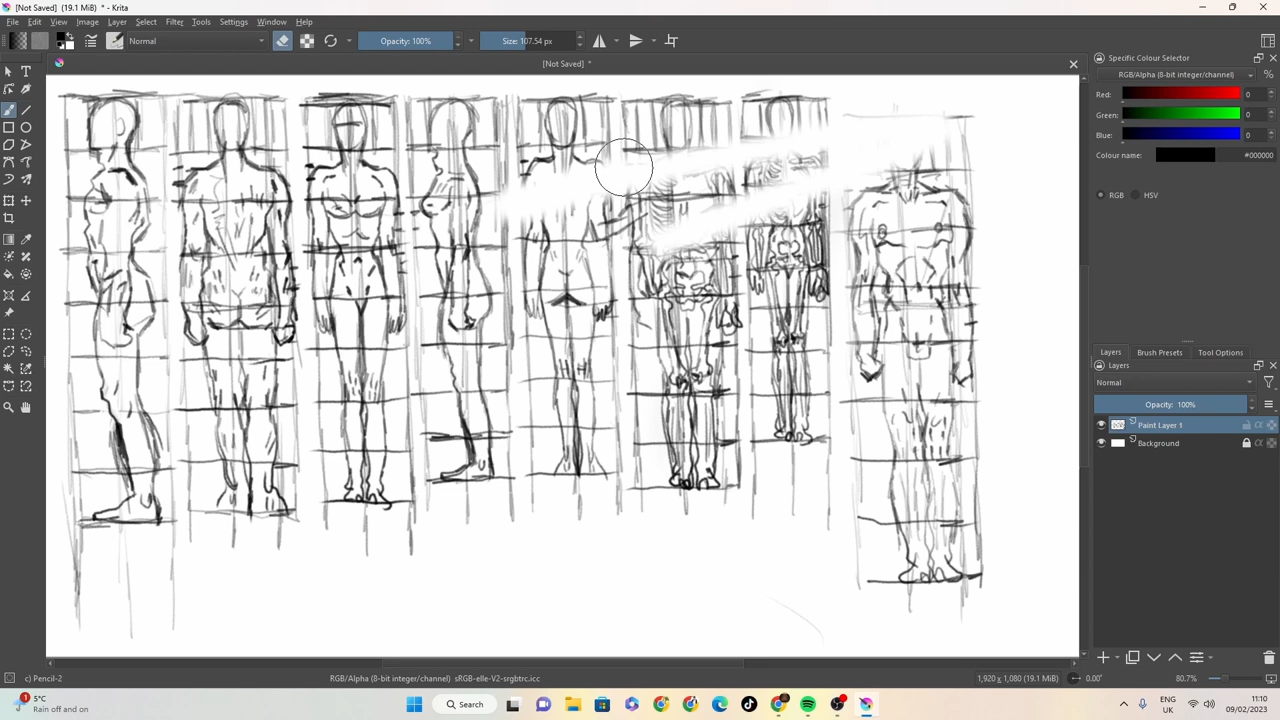 [Not Saved] (19.1 MiB) * - Krita
File Edit View Image Layer Select Filter Tools Settings Window Help
Normal Opacity: 100% Size: 107.54 px
[Not Saved] *
Specific Colour Selector
RGB/Alpha (8-bit integer/channel) %
Red: 0
Green: 0
Blue: 0
Colour name: #000000
RGB HSV
Layers Brush Presets Tool Options
Layers
Normal
Opacity: 100%
Paint Layer 1
Background
c) Pencil-2 RGB/Alpha (8-bit integer/channel) sRGB-elle-V2-srgbtrc.icc 1,920 x 1,080 (19.1 MiB) 0.00° 80.7%
1 5°C
Rain off and on
Search
ENG
UK
11:10
09/02/2023